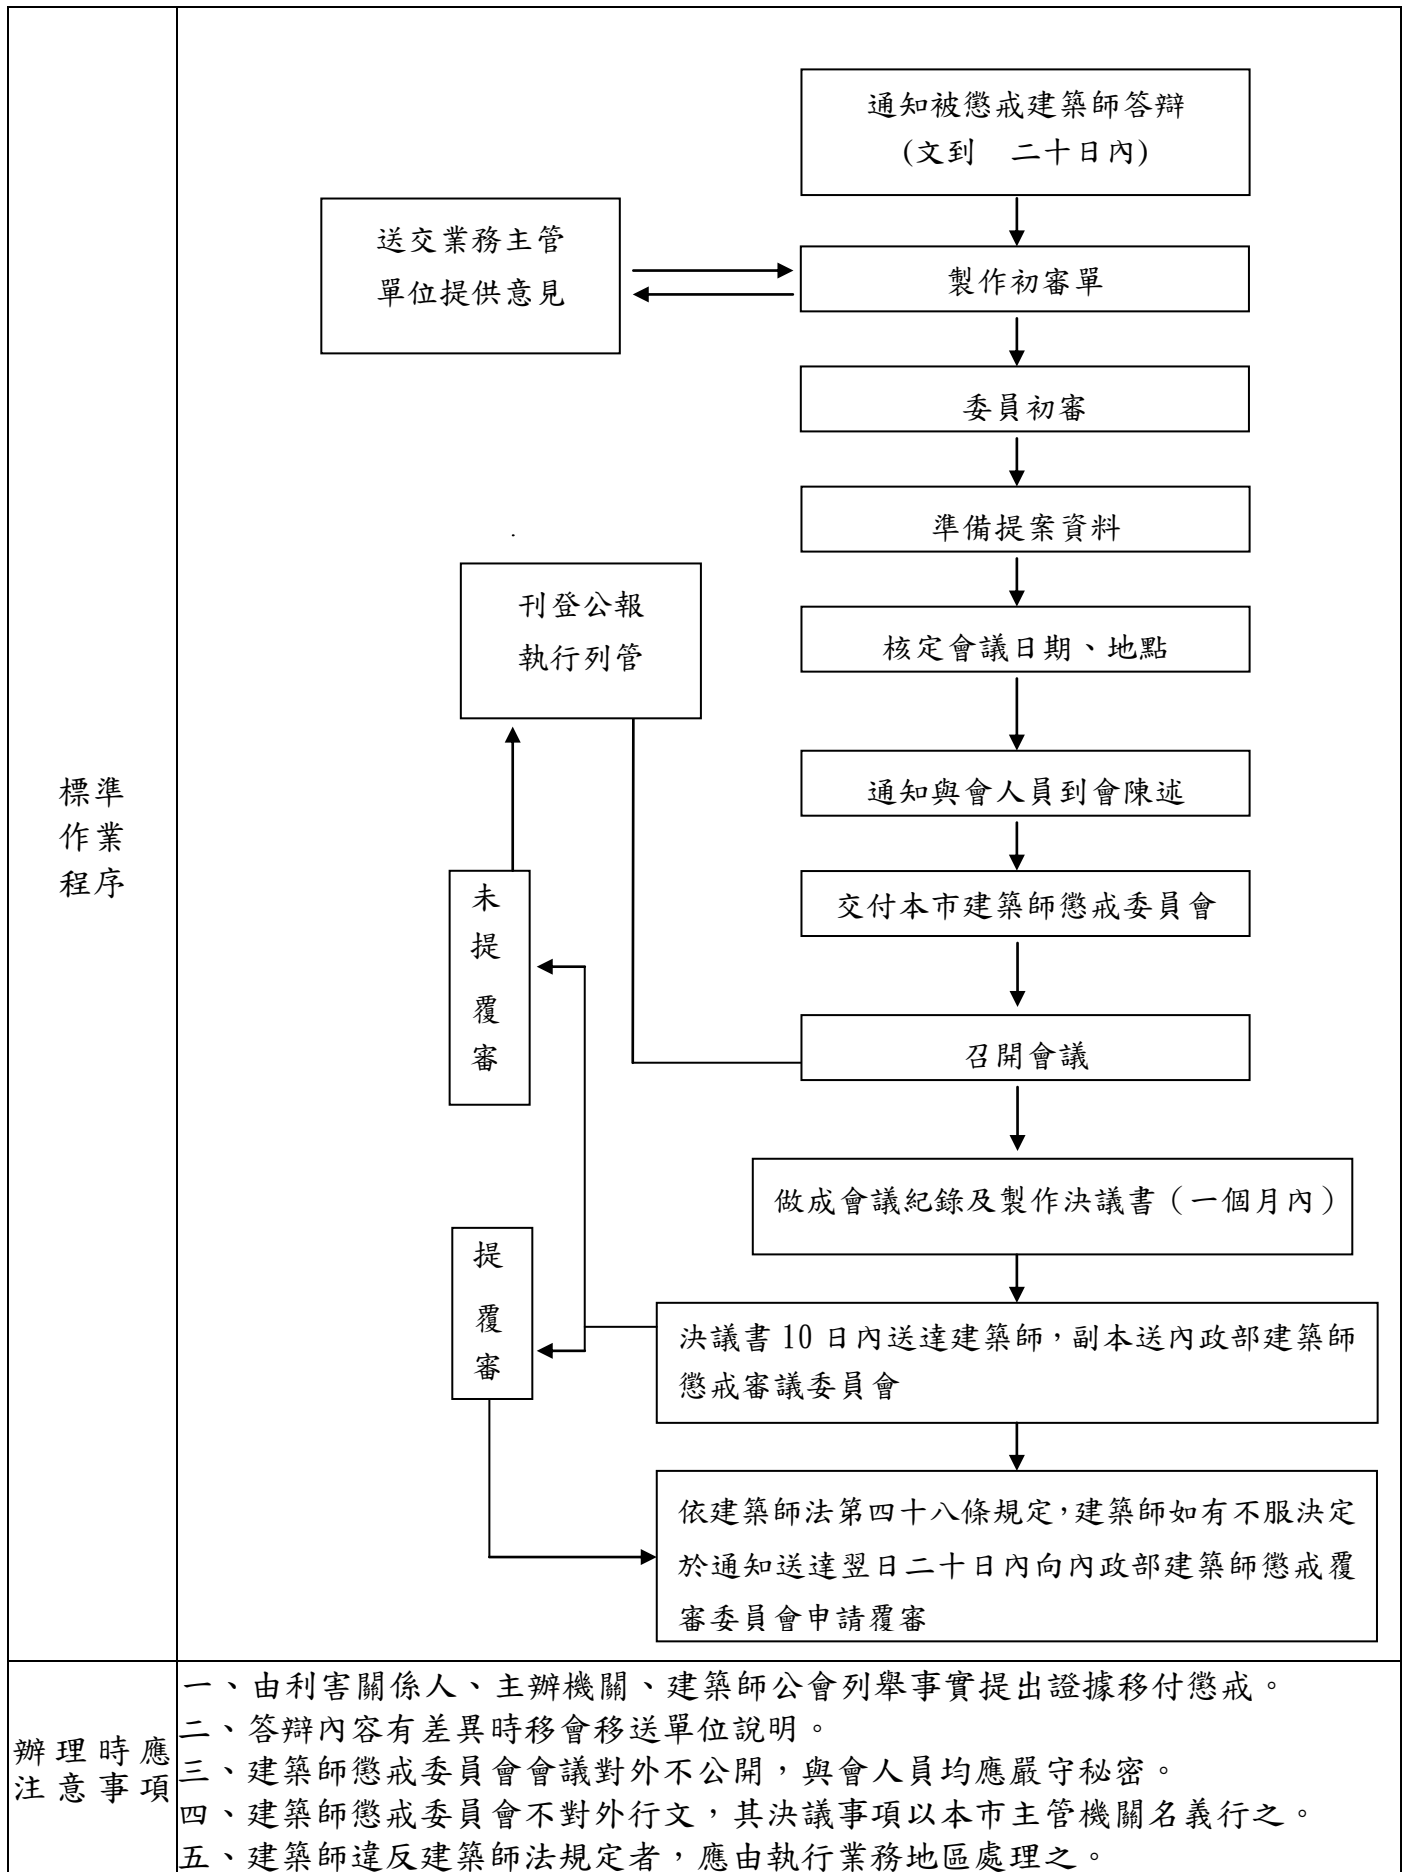 通知被懲戒建築師答辯
(文到　二十日內)
送交業務主管
單位提供意見
製作初審單
委員初審
準備提案資料
刊登公報
執行列管
核定會議日期、地點
通知與會人員到會陳述
標準
作業
程序
交付本市建築師懲戒委員會
未
提
覆
審
召開會議
做成會議紀錄及製作決議書（一個月內）
提
覆
審
決議書 10 日內送達建築師，副本送內政部建築師
懲戒審議委員會
依建築師法第四十八條規定，建築師如有不服決定
於通知送達翌日二十日內向內政部建築師懲戒覆
審委員會申請覆審
辦理時應
注意事項
一、由利害關係人、主辦機關、建築師公會列舉事實提出證據移付懲戒。
二、答辯內容有差異時移會移送單位說明。
三、建築師懲戒委員會會議對外不公開，與會人員均應嚴守秘密。
四、建築師懲戒委員會不對外行文，其決議事項以本市主管機關名義行之。
五、建築師違反建築師法規定者，應由執行業務地區處理之。